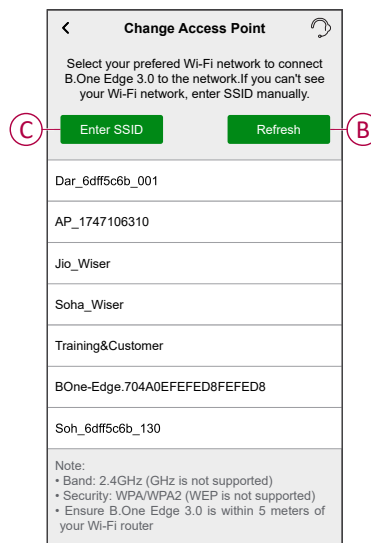 Change Access Point
Select your prefered Wi-Fi network to connect
B.One Edge 3.0 to the network.If you can't see
your Wi-Fi network, enter SSID manually.
C
Enter SSID
Refresh
B
Dar_6dff5c6b_001
AP_1747106310
Jio_Wiser
Soha_Wiser
Training&Customer
BOne-Edge.704A0EFEFED8FEFED8
Soh_6dff5c6b_130
Note:
• Band: 2.4GHz (GHz is not supported)
• Security: WPA/WPA2 (WEP is not supported)
• Ensure B.One Edge 3.0 is within 5 meters of
your Wi-Fi router